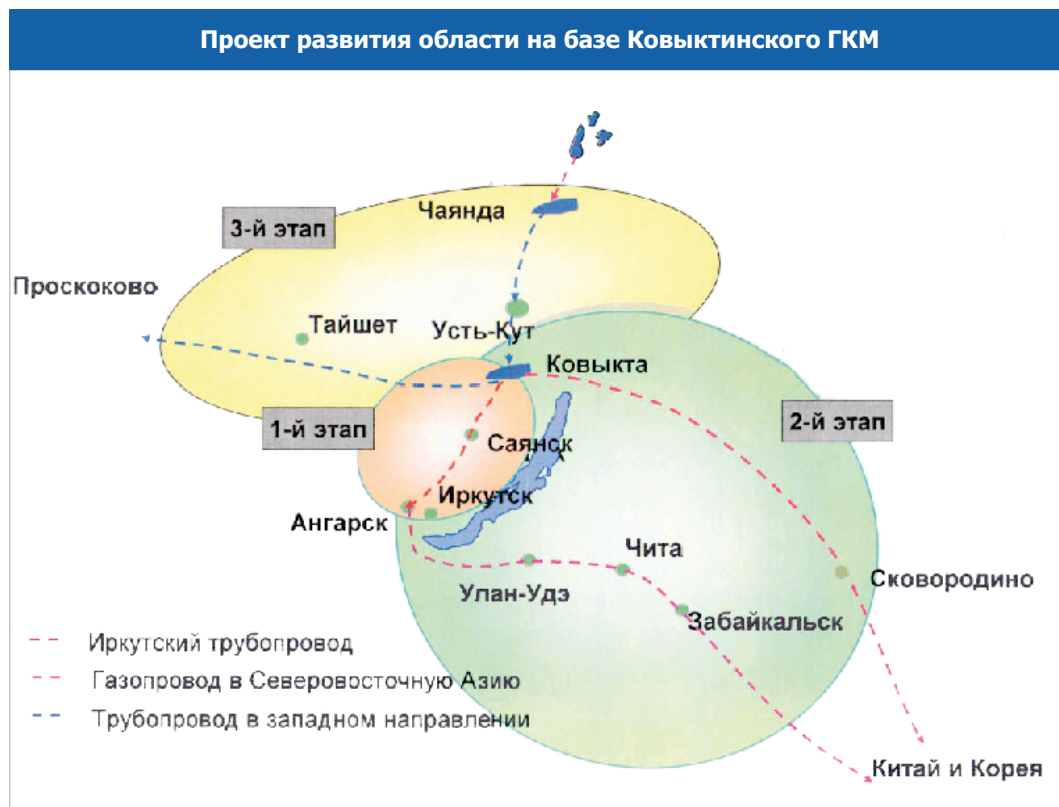 Проект развития области на базе Ковыктинского ГКМ
Чаянда
3-й этап
Проскоково
Тайшет
Усть-Кут
Ковыкта
1-й этап
2-й этап
Саянск
Иркутск
Ангарск
Чита
Улан-Удэ
Сковородино
Забайкальск
Иркутский трубопровод
Газопровод в Северовосточную Азию
Трубопровод в западном направлении
Китай и Корея